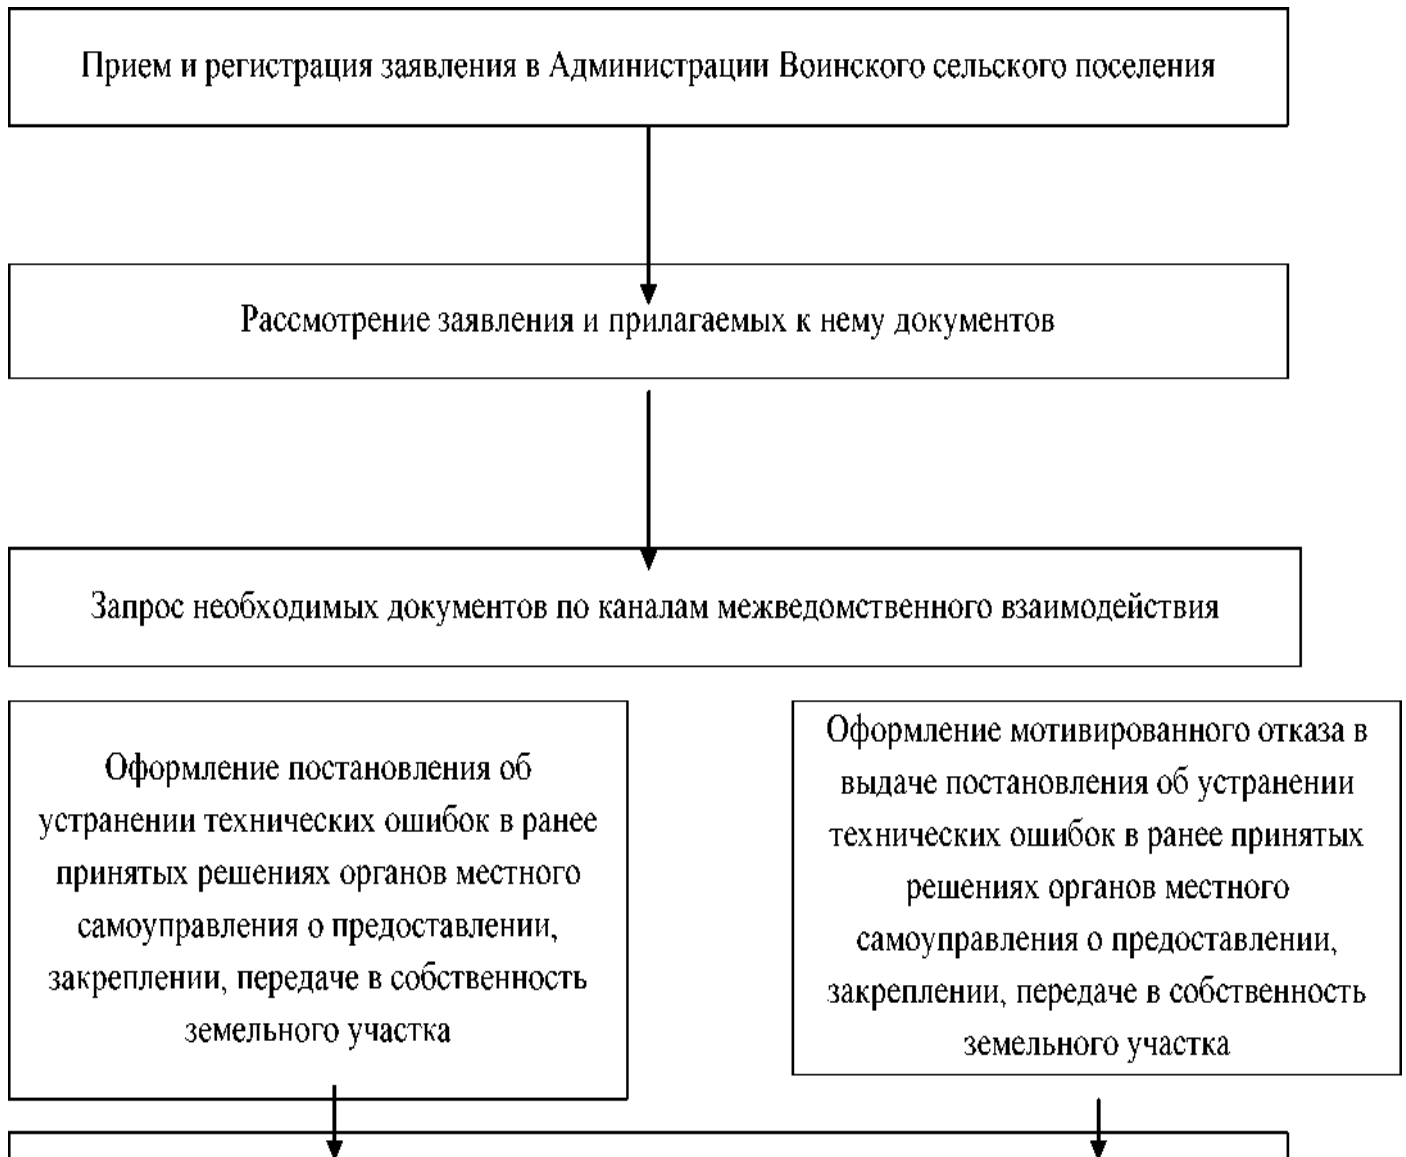 Прием и регистрация заявления в Администрации Воинского сельского поселения
Рассмотрение заявления и прилагаемых к нему документов
Запрос необходимых документов по каналам межведомственного взаимодействия
Оформление постановления об
устранении технических ошибок в ранее
принятых решениях органов местного
самоуправления о предоставлении,
закреплении, передаче в собственность
земельного участка
Оформление мотивированного отказа в
выдаче постановления об устранении
технических ошибок в ранее принятых
решениях органов местного
самоуправления о предоставлении,
закреплении, передаче в собственность
земельного участка